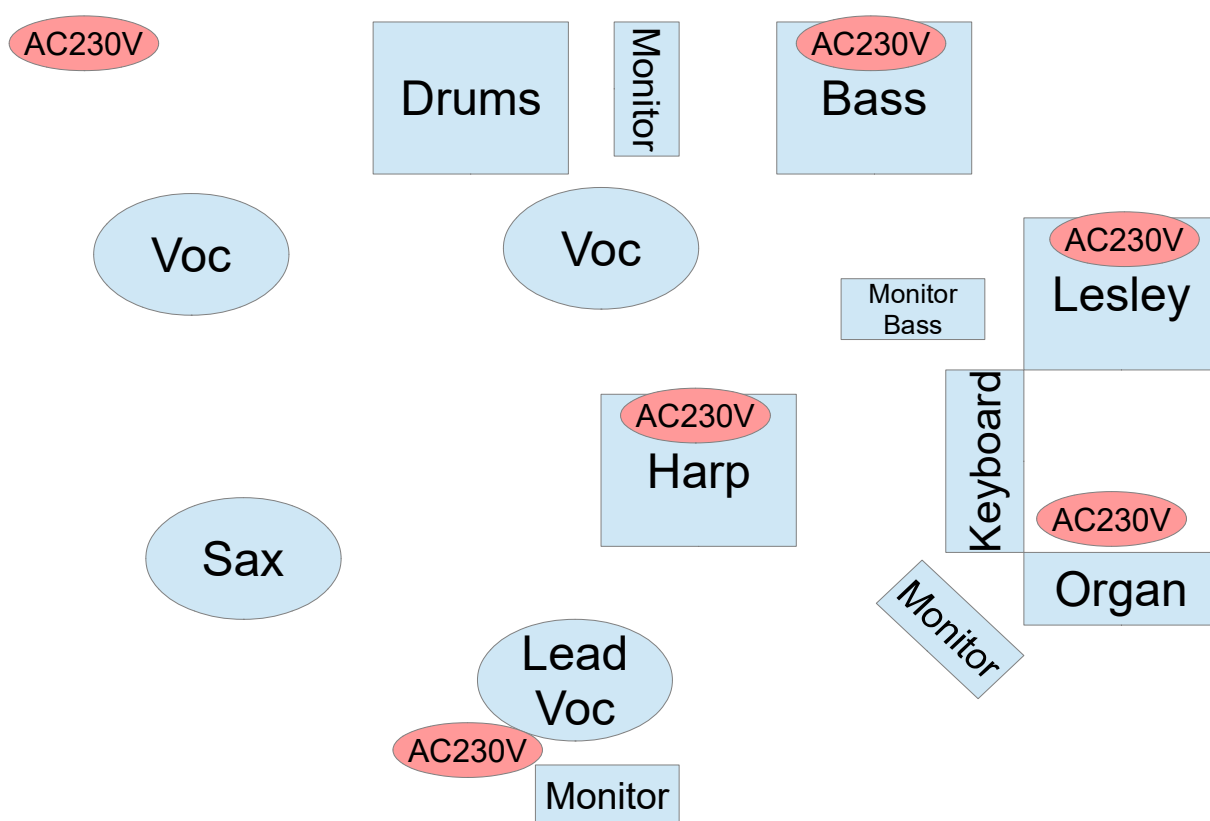 AC230V
Drums
Monitor
AC230V
Bass
Voc
Voc
AC230V
Lesley
Monitor
Bass
AC230V
Harp
Keyboard
AC230V
Sax
Organ
Monitor
Lead
Voc
AC230V
Monitor